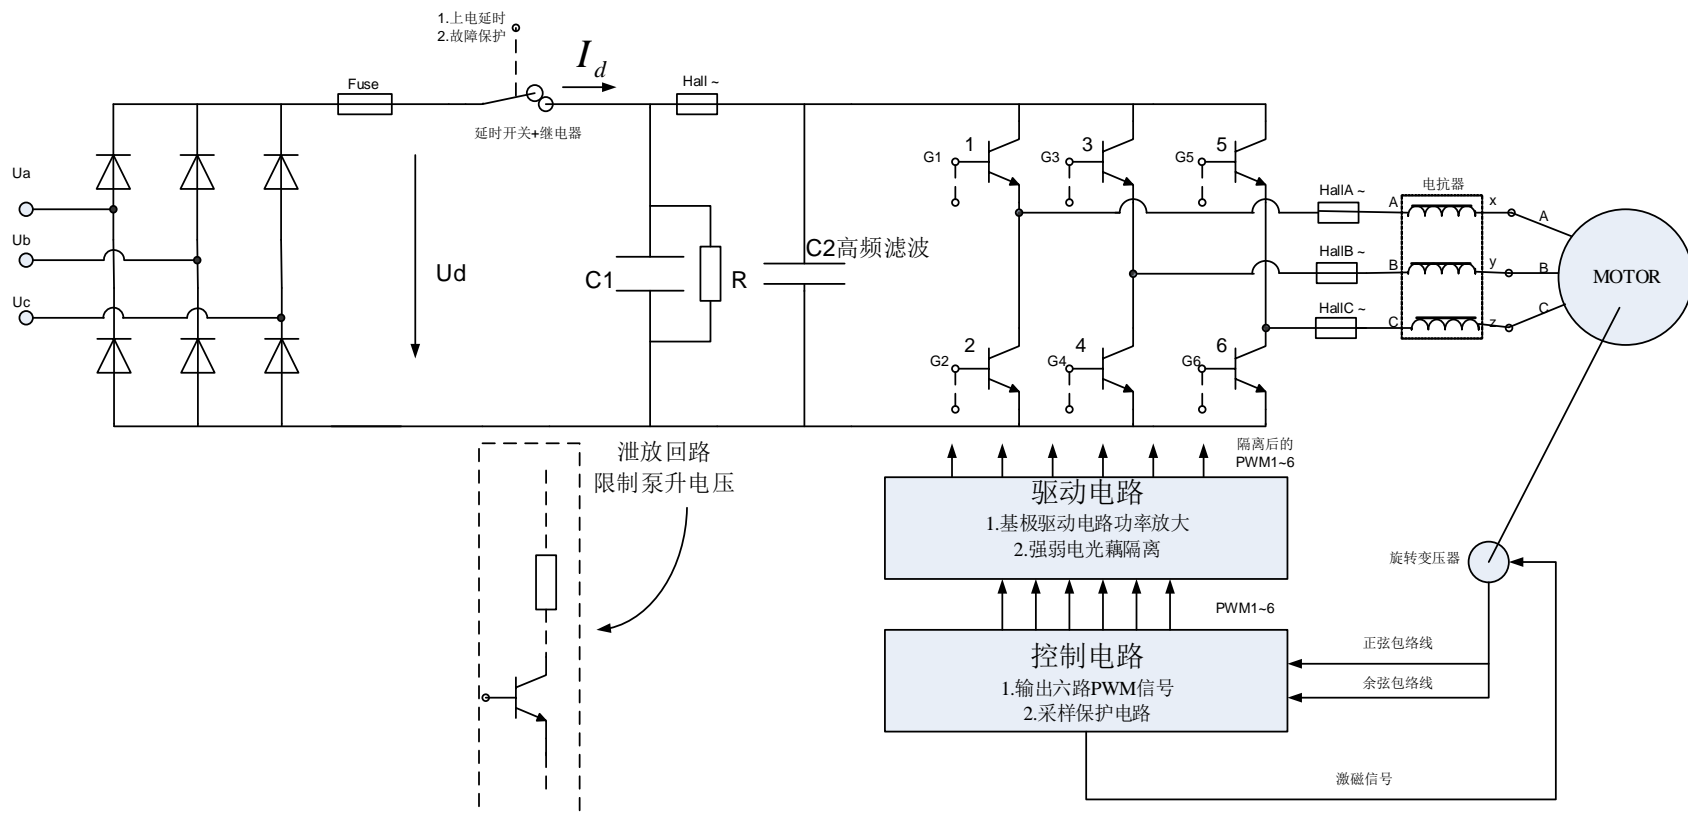 1.上电延时
2.故障保护
I_d
Fuse
Hall ~
延时开关+继电器
Ua
Ub
Uc
Ud
C1
R
C2高频滤波
1
3
5
G1
G3
G5
2
4
6
G2
G4
G6
HallA ~
HallB ~
HallC ~
电抗器
A
B
C
x
y
z
A
B
C
MOTOR
泄放回路
限制泵升电压
隔离后的
PWM1~6
驱动电路
1.基极驱动电路功率放大
2.强弱电光藕隔离
PWM1~6
旋转变压器
控制电路
1.输出六路PWM信号
2.采样保护电路
正弦包络线
余弦包络线
激磁信号